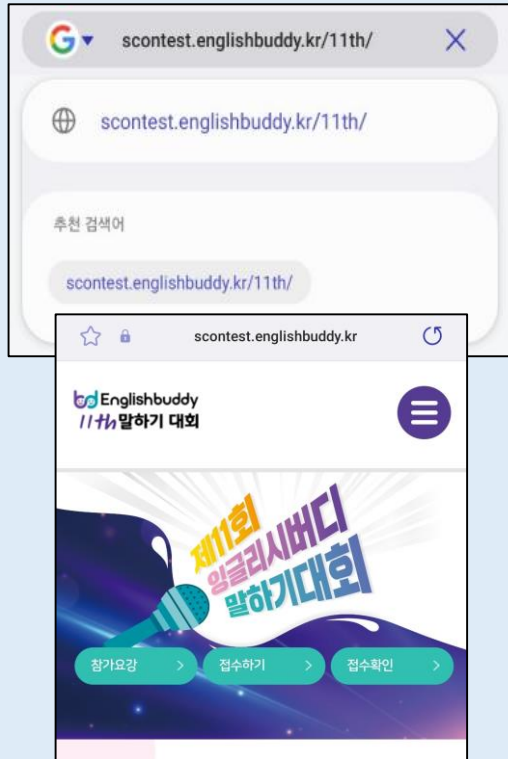 scontest.englishbuddy.kr/11th/
scontest.englishbuddy.kr/11th/
추천 검색어
scontest.englishbuddy.kr/11th/
scontest.englishbuddy.kr
Englishbuddy
11th 말하기 대회
제11회
잉글리시버디
말하기대회
참가요강 >
접수하기 >
접수확인 >